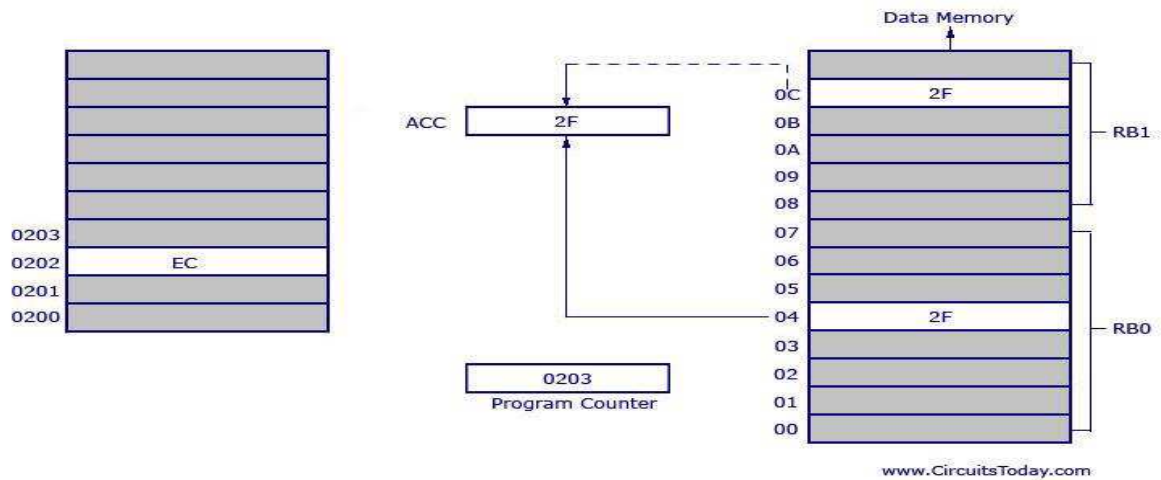 Data Memory
0C 2F
ACC 2F
0B
RB1
0A
09
08
0203
07
0202 EC
06
0201
05
0200
04 2F
RB0
03
0203
02
Program Counter
01
00
www.CircuitsToday.com